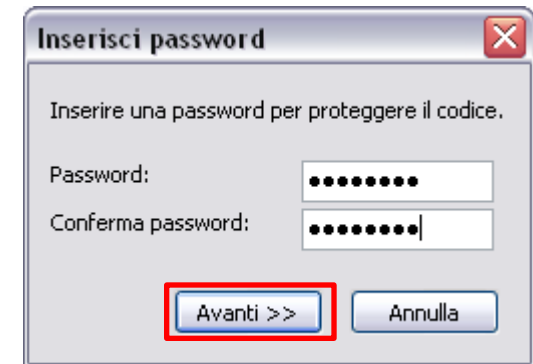 Inserisci password
Inserire una password per proteggere il codice.
Password: ●●●●●●●●
Conferma password: ●●●●●●●●
Avanti >> Annulla